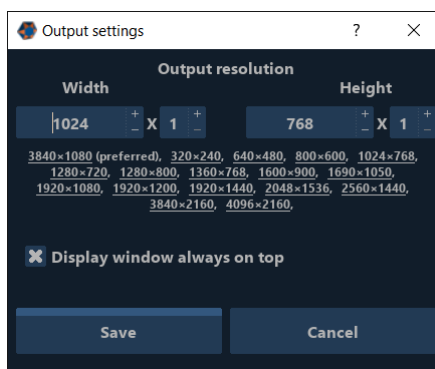 Output settings ? ×
Output resolution
Width Height
1024 + − X 1 + − 768 + − X 1 + −
3840×1080 (preferred), 320×240, 640×480, 800×600, 1024×768,
1280×720, 1280×800, 1360×768, 1600×900, 1690×1050,
1920×1080, 1920×1200, 1920×1440, 2048×1536, 2560×1440,
3840×2160, 4096×2160,
Display window always on top
Save Cancel